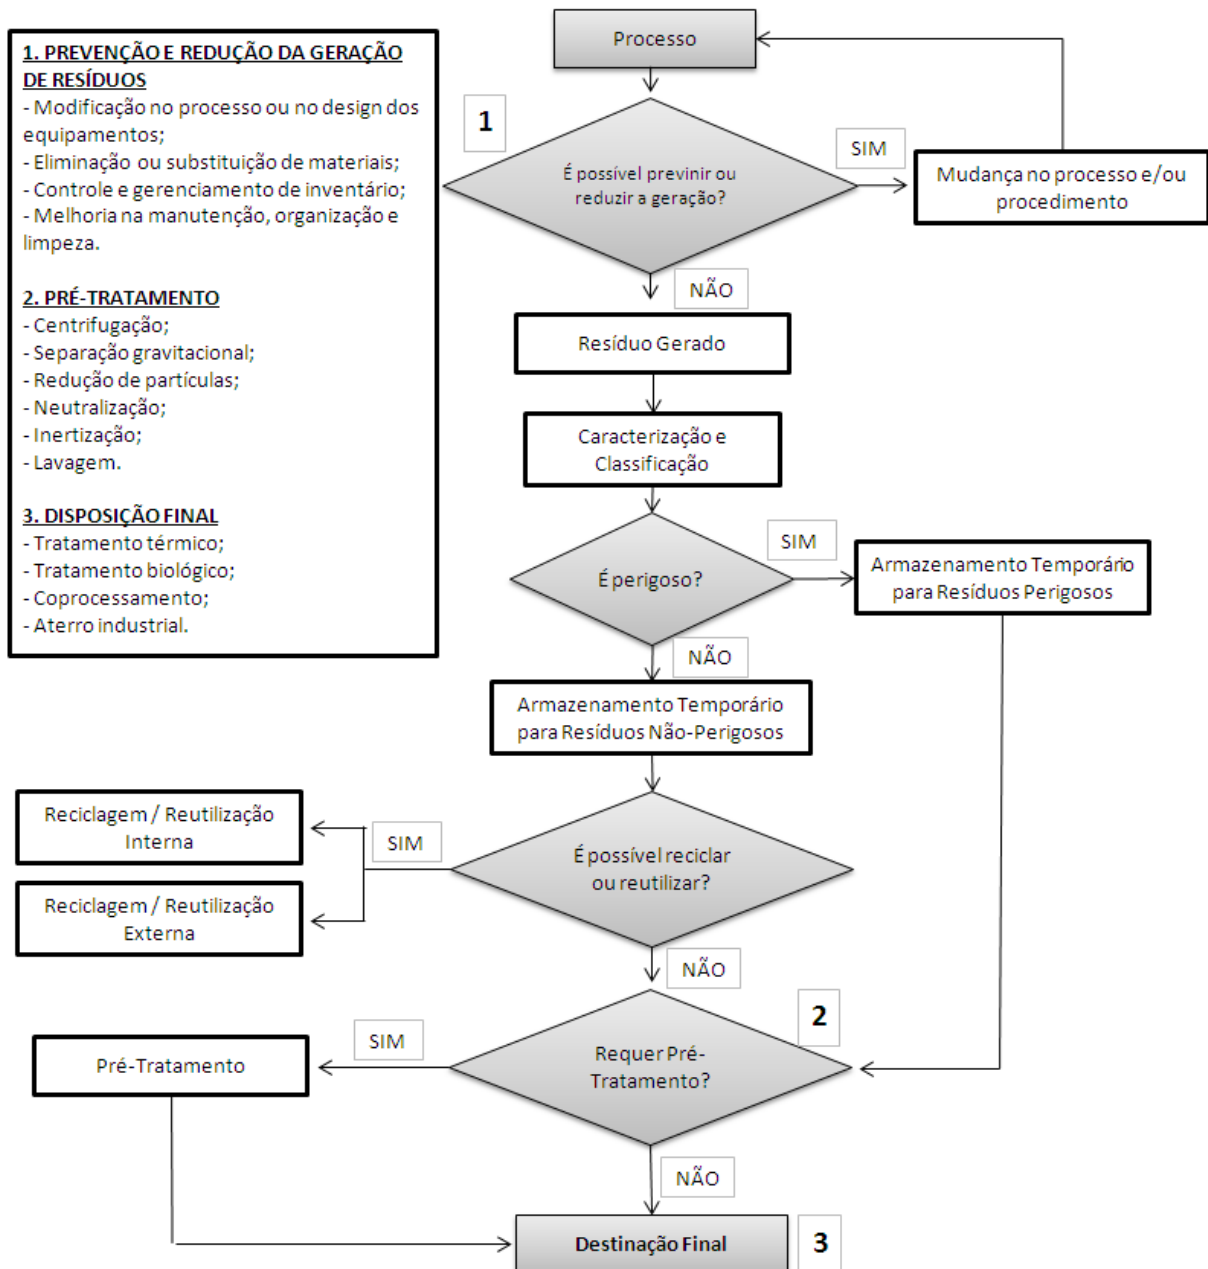 1. PREVENÇÃO E REDUÇÃO DA GERAÇÃO
DE RESÍDUOS
- Modificação no processo ou no design dos
equipamentos;
- Eliminação ou substituição de materiais;
- Controle e gerenciamento de inventário;
- Melhoria na manutenção, organização e
limpeza.
2. PRÉ-TRATAMENTO
- Centrifugação;
- Separação gravitacional;
- Redução de partículas;
- Neutralização;
- Inertização;
- Lavagem.
3. DISPOSIÇÃO FINAL
- Tratamento térmico;
- Tratamento biológico;
- Coprocessamento;
- Aterro industrial.
Processo
1
É possível previnir ou
reduzir a geração?
SIM
Mudança no processo e/ou
procedimento
NÃO
Resíduo Gerado
Caracterização e
Classificação
É perigoso?
SIM
Armazenamento Temporário
para Resíduos Perigosos
NÃO
Armazenamento Temporário
para Resíduos Não-Perigosos
É possível reciclar
ou reutilizar?
SIM
Reciclagem / Reutilização
Interna
Reciclagem / Reutilização
Externa
NÃO
2
Requer Pré-
Tratamento?
SIM
Pré-Tratamento
NÃO
Destinação Final
3